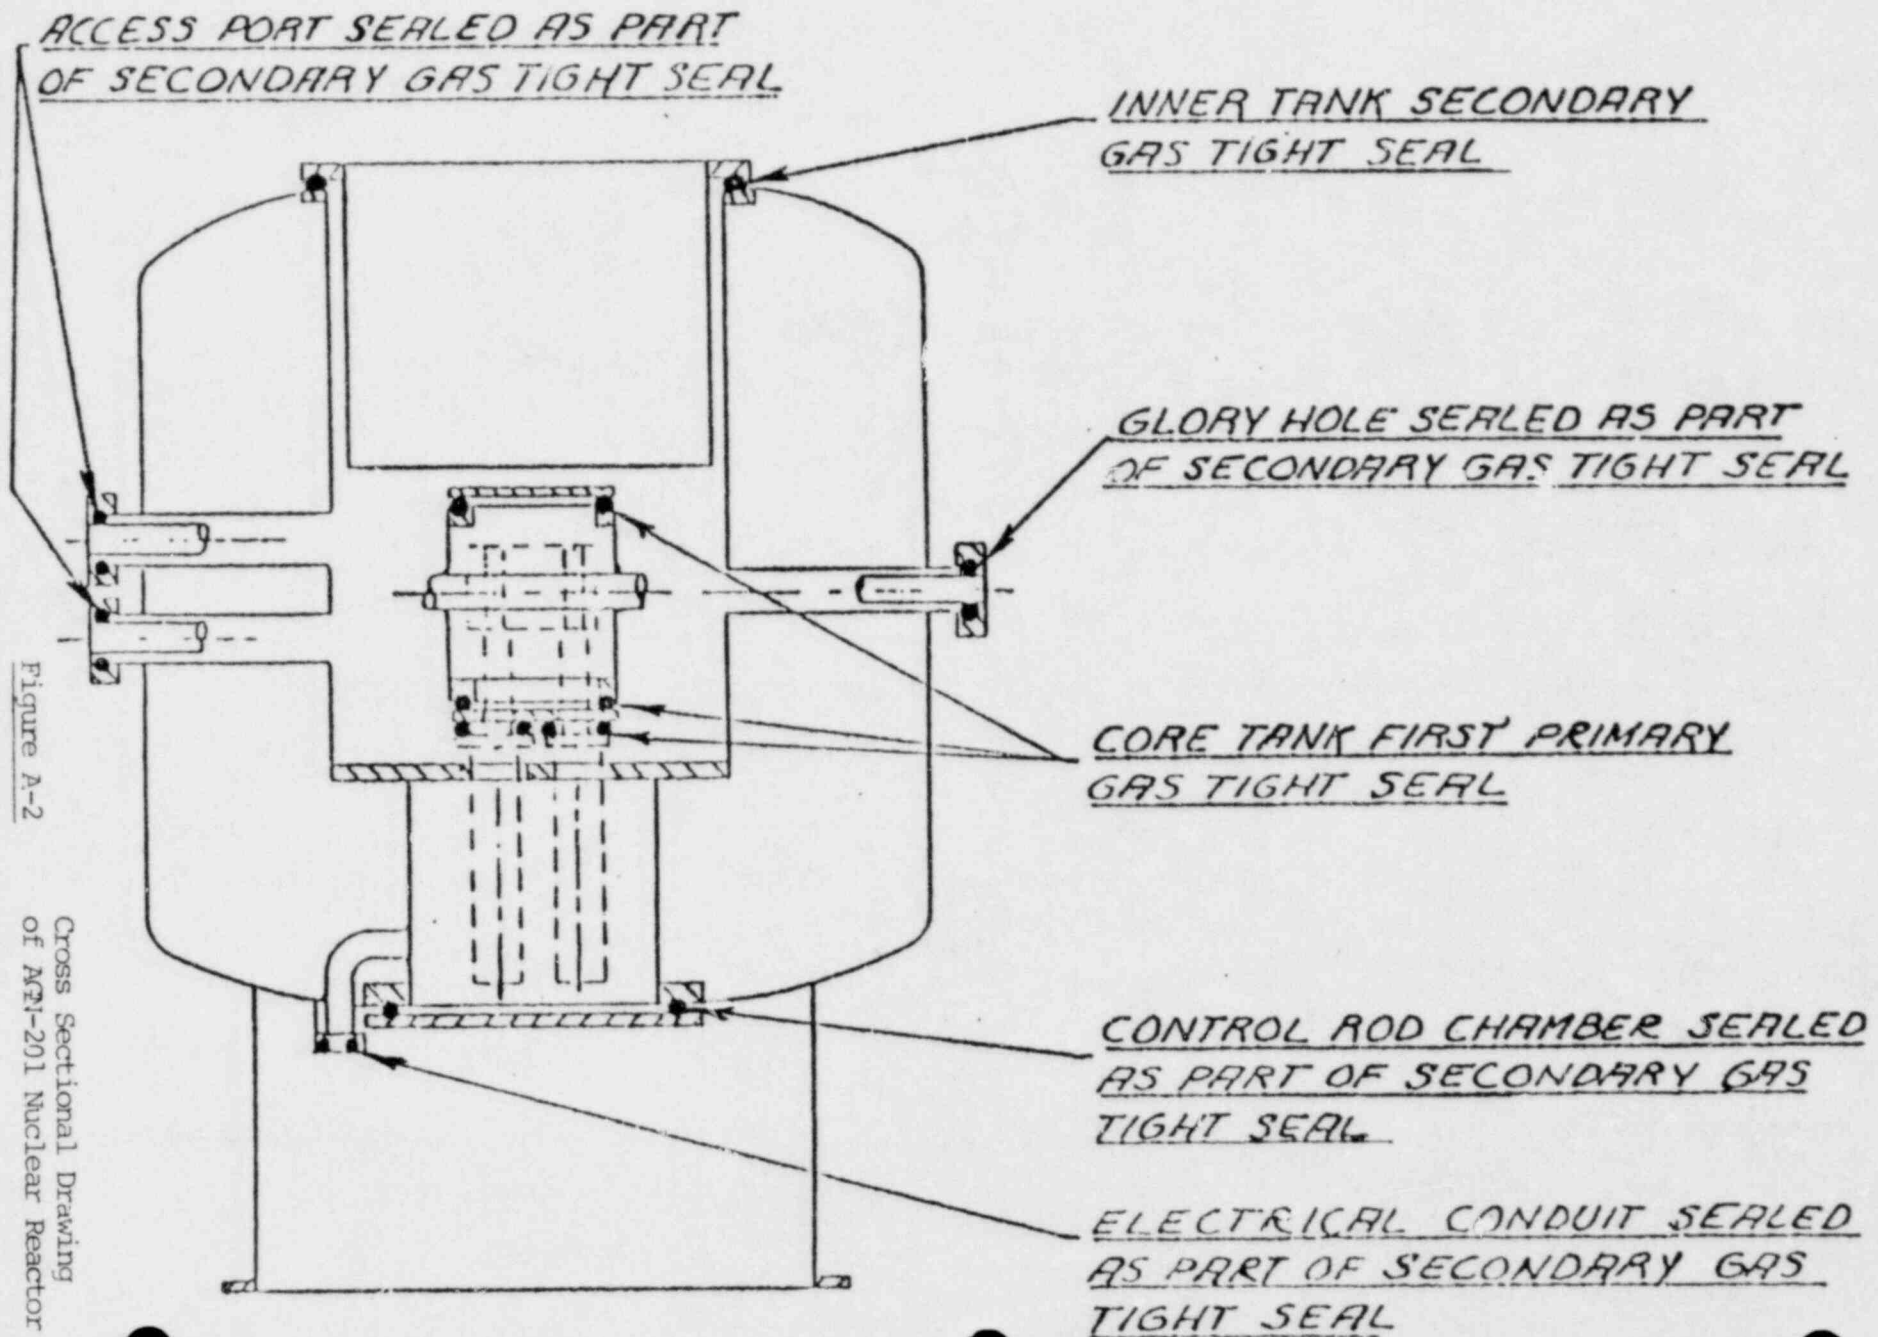 ACCESS PORT SEALED AS PART
OF SECONDARY GAS TIGHT SEAL
INNER TANK SECONDARY
GAS TIGHT SEAL
GLORY HOLE SEALED AS PART
OF SECONDARY GAS TIGHT SEAL
CORE TANK FIRST PRIMARY
GAS TIGHT SEAL
CONTROL ROD CHAMBER SEALED
AS PART OF SECONDARY GAS
TIGHT SEAL
ELECTRICAL CONDUIT SEALED
AS PART OF SECONDARY GAS
TIGHT SEAL
Figure A-2
Cross Sectional Drawing
of AGN-201 Nuclear Reactor